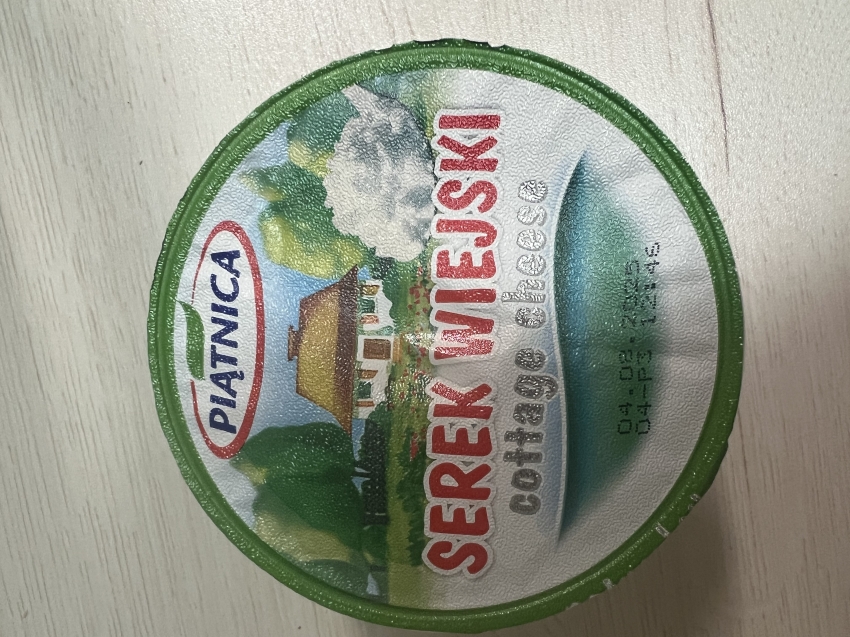 PIĄTNICA
SEREK WIEJSKI
cottage cheese
04.08.2025
04-P3 12:46